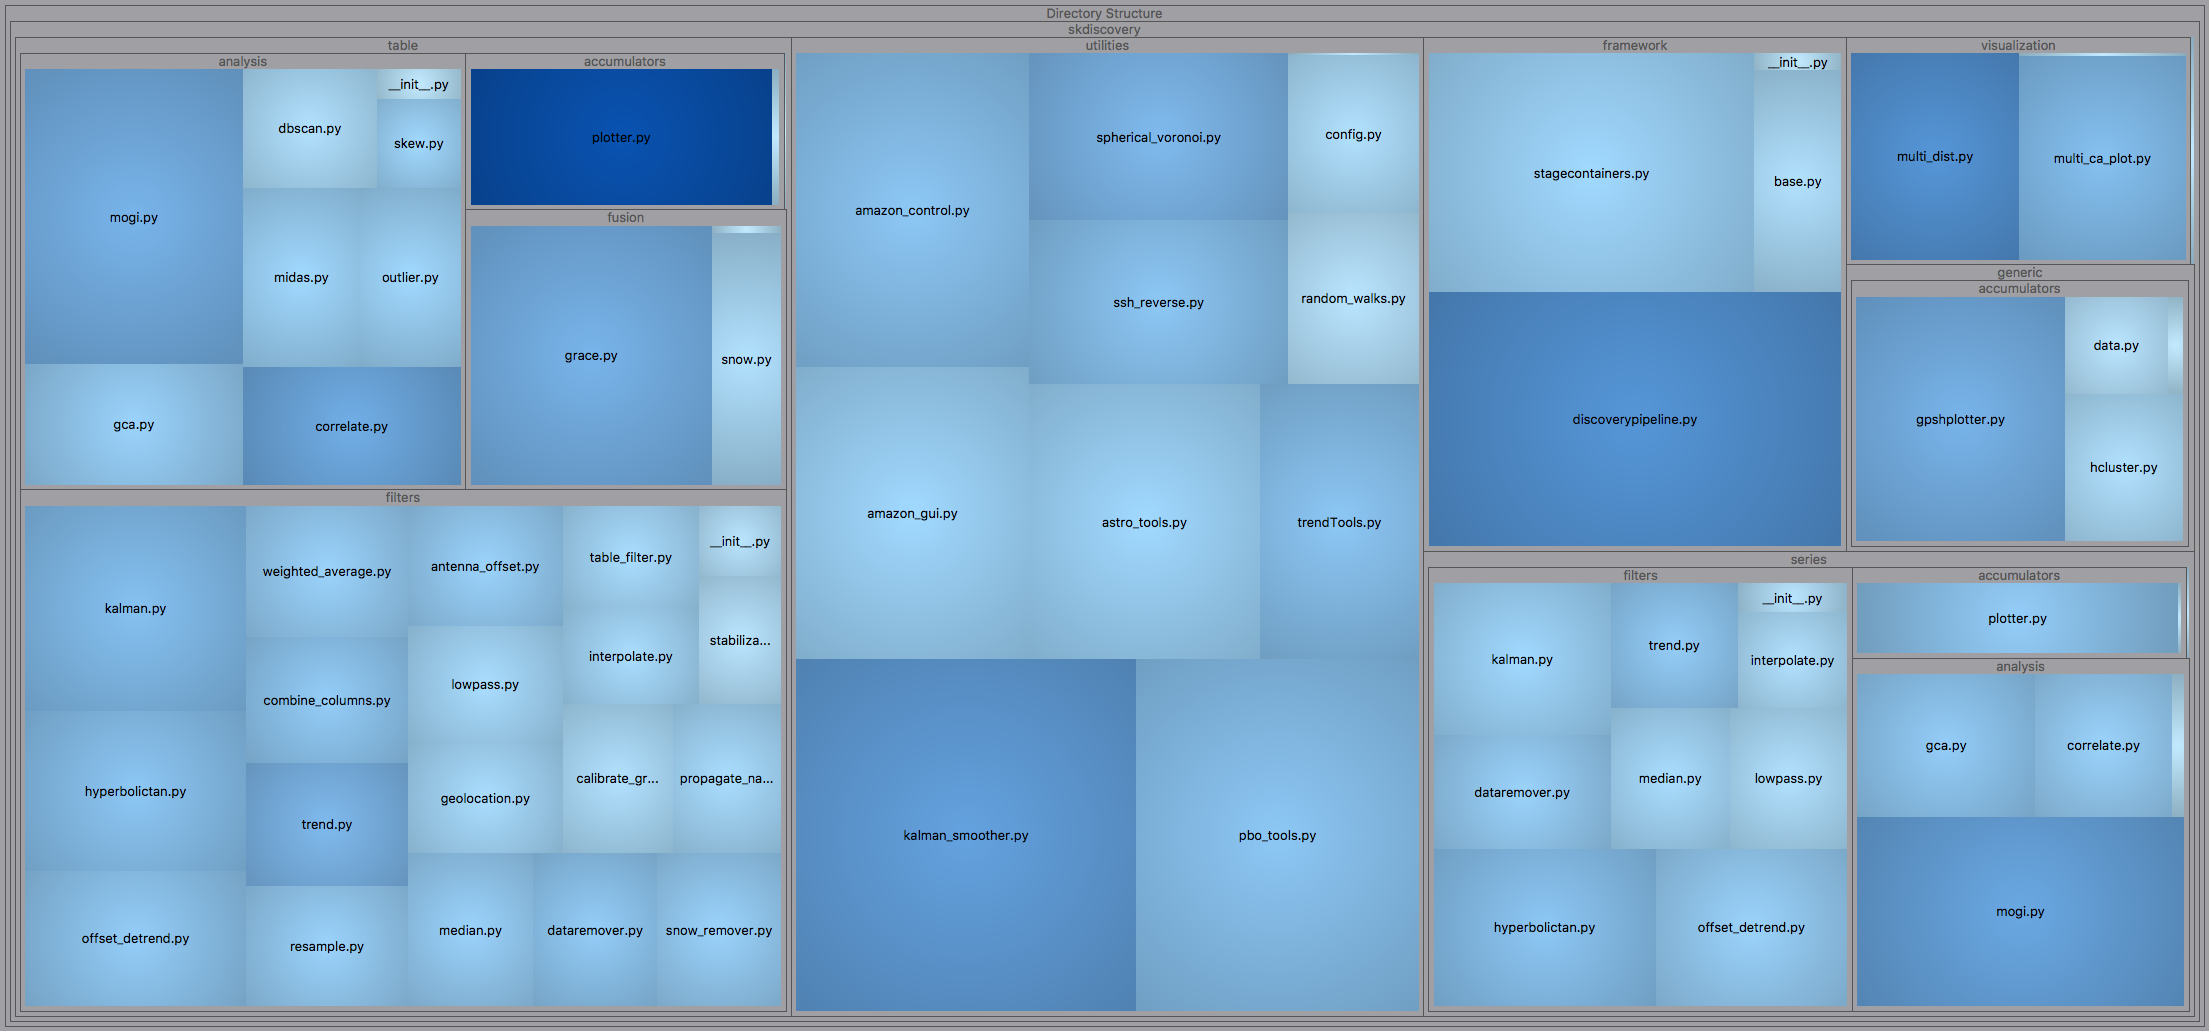 Directory Structure
skdiscovery
table
analysis
mogi.py
dbscan.py
__init__.py
skew.py
midas.py
outlier.py
gca.py
correlate.py
accumulators
plotter.py
fusion
grace.py
snow.py
filters
kalman.py
weighted_average.py
antenna_offset.py
table_filter.py
__init__.py
stabiliza...
interpolate.py
combine_columns.py
lowpass.py
hyperbolictan.py
trend.py
geolocation.py
calibrate_gr...
propagate_na...
offset_detrend.py
resample.py
median.py
dataremover.py
snow_remover.py
utilities
amazon_control.py
spherical_voronoi.py
config.py
ssh_reverse.py
random_walks.py
amazon_gui.py
astro_tools.py
trendTools.py
kalman_smoother.py
pbo_tools.py
framework
stagecontainers.py
__init__.py
base.py
discoverypipeline.py
visualization
multi_dist.py
multi_ca_plot.py
generic
accumulators
gpshplotter.py
data.py
hcluster.py
series
filters
kalman.py
trend.py
__init__.py
interpolate.py
dataremover.py
median.py
lowpass.py
hyperbolictan.py
offset_detrend.py
accumulators
plotter.py
analysis
gca.py
correlate.py
mogi.py